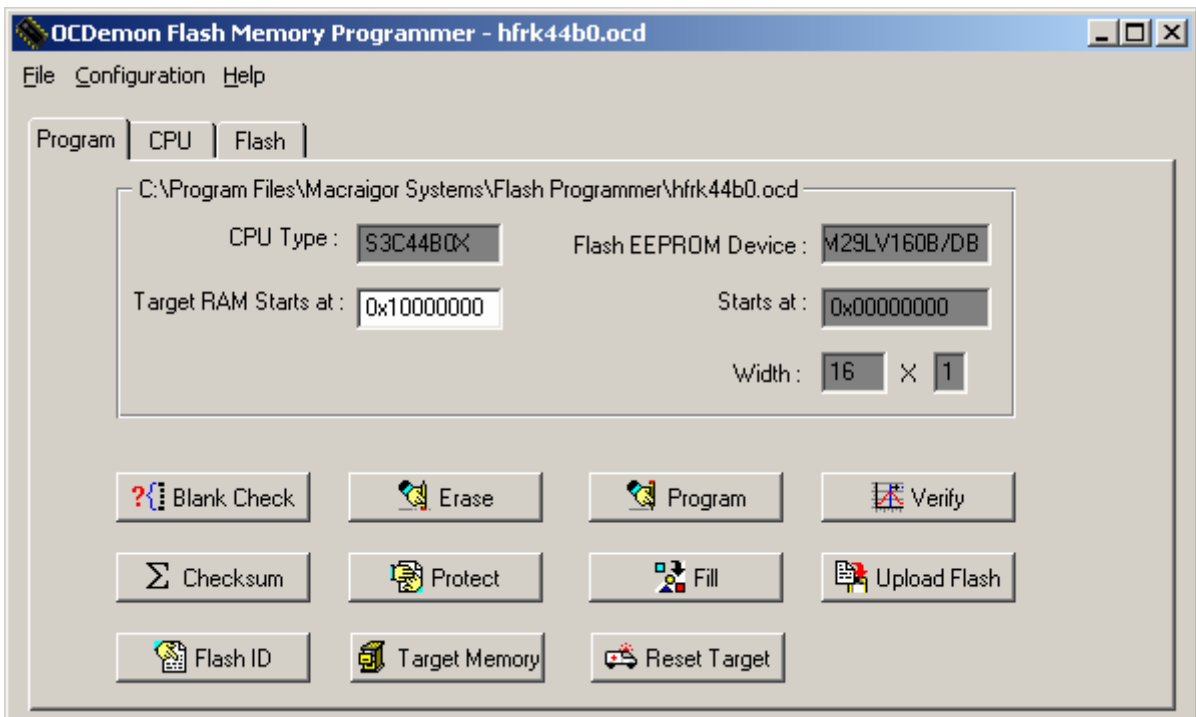 OCDemon Flash Memory Programmer - hfrk44b0.ocd
File Configuration Help
Program CPU Flash
C:\Program Files\Macraigor Systems\Flash Programmer\hfrk44b0.ocd
CPU Type : S3C44B0X Flash EEPROM Device : M29LV160B/DB
Target RAM Starts at : 0x10000000 Starts at : 0x00000000
Width : 16 X 1
?{ Blank Check Erase Program Verify
Σ Checksum Protect Fill Upload Flash
Flash ID Target Memory Reset Target